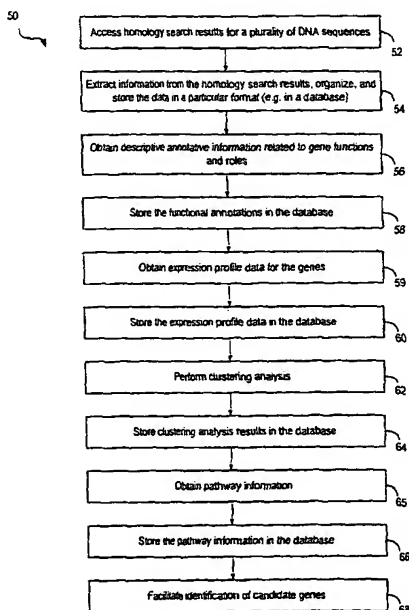 50
Access homology search results for a plurality of DNA sequences
52
Extract information from the homology search results, organize, and
store the data in a particular format (e.g. in a database)
54
Obtain descriptive annotative information related to gene functions
and roles
56
Store the functional annotations in the database
58
Obtain expression profile data for the genes
59
Store the expression profile data in the database
60
Perform clustering analysis
62
Store clustering analysis results in the database
64
Obtain pathway information
65
Store the pathway information in the database
66
Facilitate identification of candidate genes